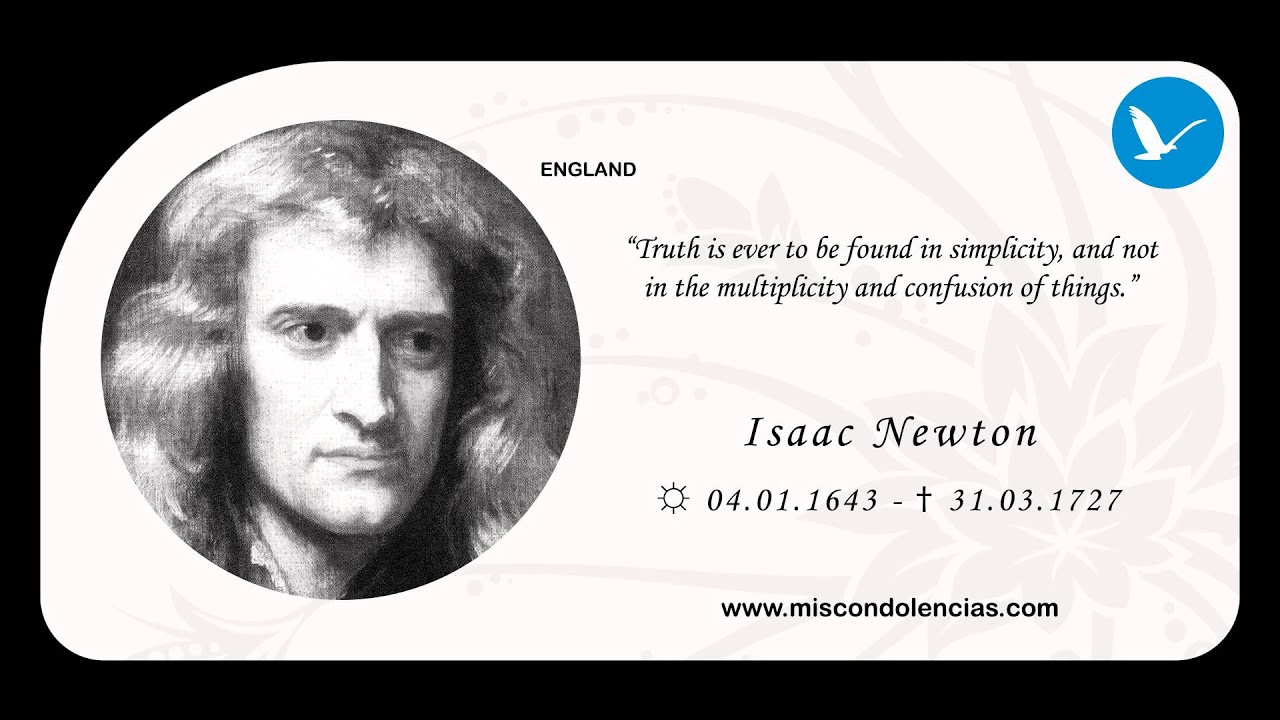 ENGLAND
“Truth is ever to be found in simplicity, and not
in the multiplicity and confusion of things.”
Isaac Newton
☼ 04.01.1643 - † 31.03.1727
www.miscondolencias.com